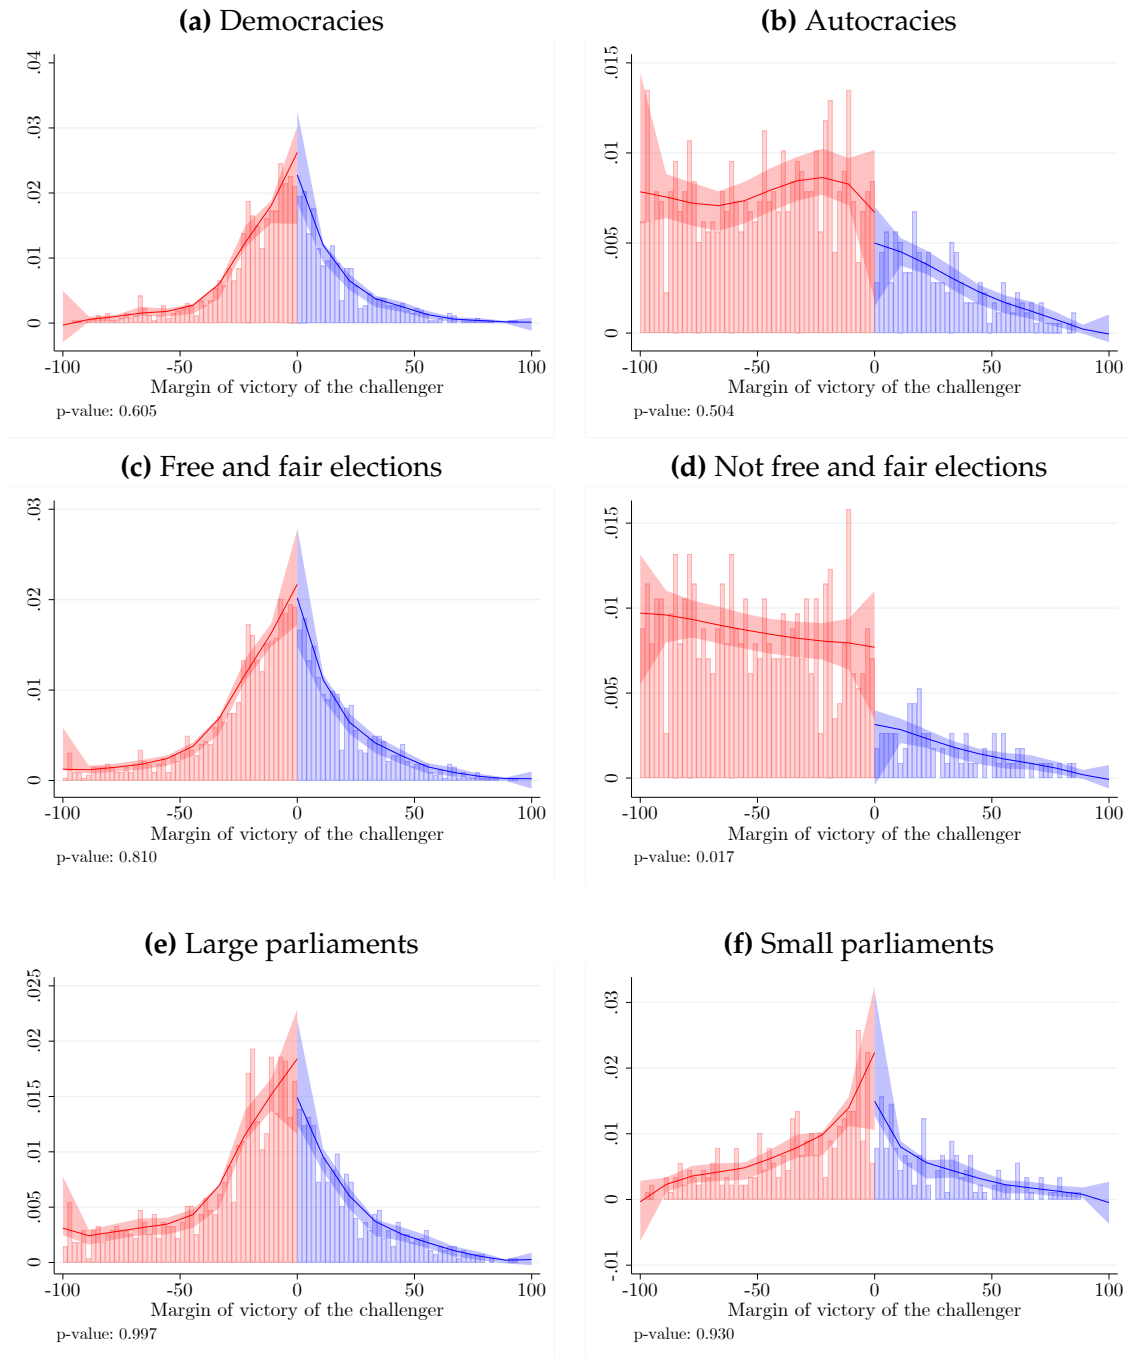 (a) Democracies
(b) Autocracies
.04
.03
.02
.01
0
-100 -50 0 50 100
Margin of victory of the challenger
p-value: 0.605
.015
.01
.005
0
-100 -50 0 50 100
Margin of victory of the challenger
p-value: 0.504
(c) Free and fair elections
(d) Not free and fair elections
.03
.02
.01
0
-100 -50 0 50 100
Margin of victory of the challenger
p-value: 0.810
.015
.01
.005
0
-100 -50 0 50 100
Margin of victory of the challenger
p-value: 0.017
(e) Large parliaments
(f) Small parliaments
.025
.02
.015
.01
.005
0
-100 -50 0 50 100
Margin of victory of the challenger
p-value: 0.997
.03
.02
.01
0
-.01
-100 -50 0 50 100
Margin of victory of the challenger
p-value: 0.930